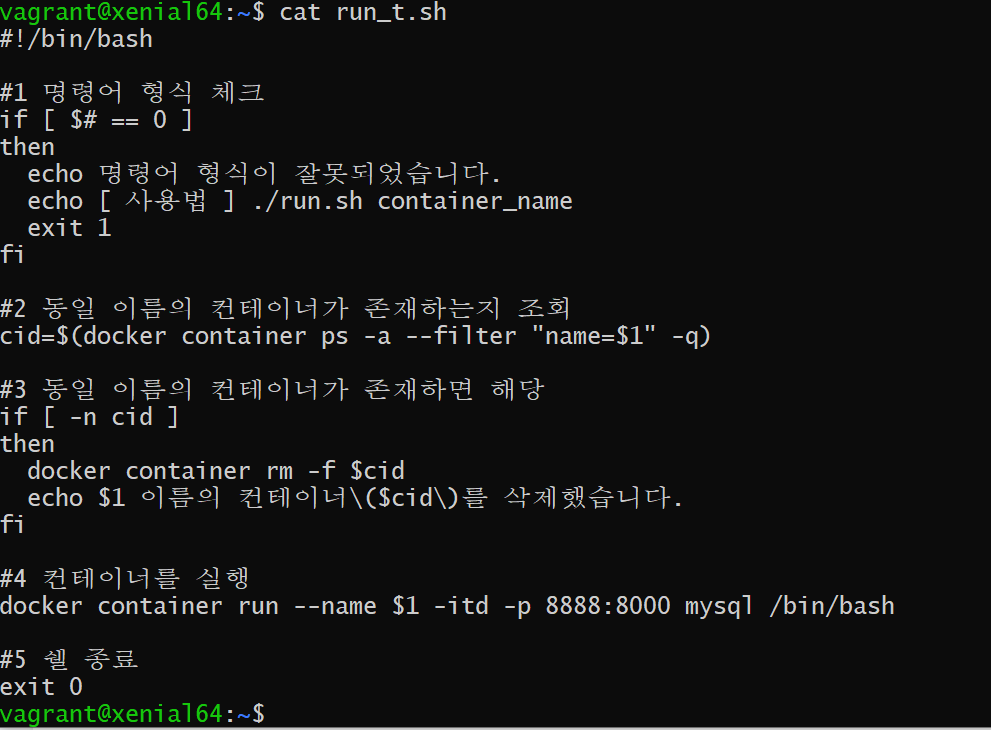 vagrant@xenial64:~$ cat run_t.sh
#!/bin/bash
#1 명령어 형식 체크
if [ $# == 0 ]
then
  echo 명령어 형식이 잘못되었습니다.
  echo [ 사용법 ] ./run.sh container_name
  exit 1
fi
#2 동일 이름의 컨테이너가 존재하는지 조회
cid=$(docker container ps -a --filter "name=$1" -q)
#3 동일 이름의 컨테이너가 존재하면 해당
if [ -n cid ]
then
  docker container rm -f $cid
  echo $1 이름의 컨테이너\($cid\)를 삭제했습니다.
fi
#4 컨테이너를 실행
docker container run --name $1 -itd -p 8888:8000 mysql /bin/bash
#5 쉘 종료
exit 0
vagrant@xenial64:~$